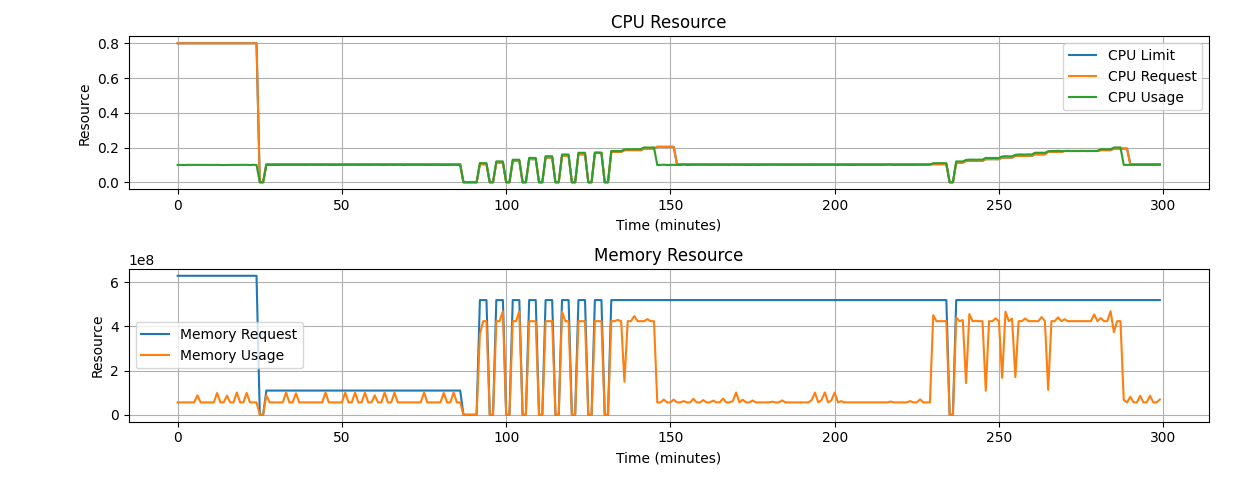 CPU Resource
0.8
0.6
0.4
0.2
0.0
Resource
CPU Limit
CPU Request
CPU Usage
0 50 100 150 200 250 300
Time (minutes)
Memory Resource
1e8
6
4
2
0
Resource
Memory Request
Memory Usage
0 50 100 150 200 250 300
Time (minutes)